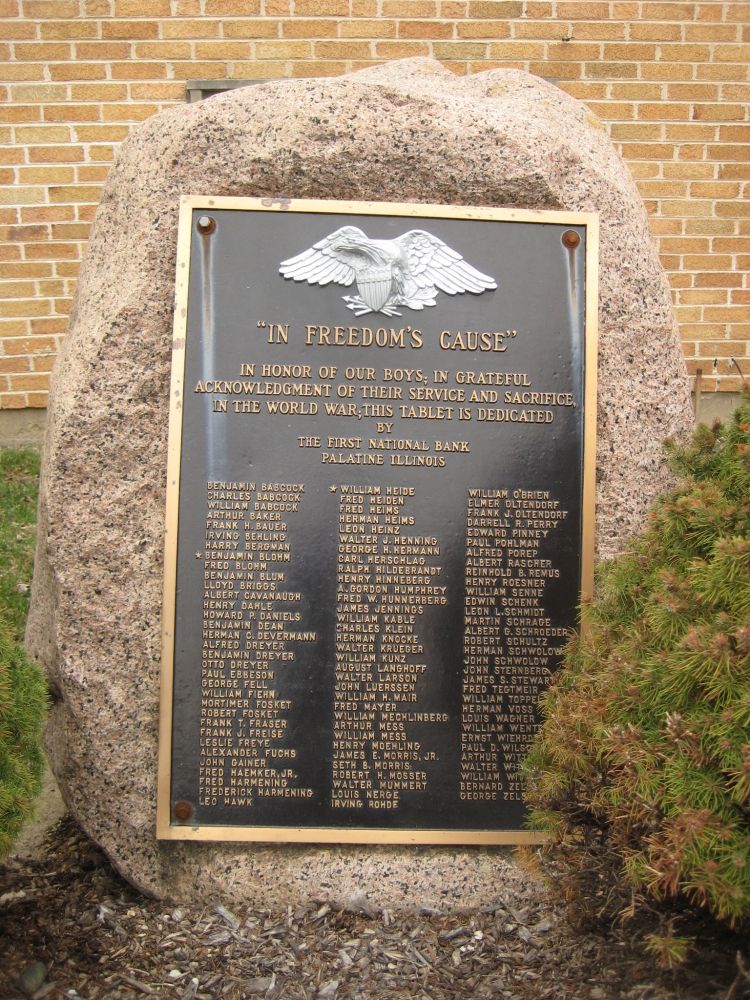 "IN FREEDOM'S CAUSE"
IN HONOR OF OUR BOYS; IN GRATEFUL
ACKNOWLEDGMENT OF THEIR SERVICE AND SACRIFICE,
IN THE WORLD WAR, THIS TABLET IS DEDICATED
BY
THE FIRST NATIONAL BANK
PALATINE ILLINOIS
BENJAMIN BABCOCK
CHARLES BABCOCK
WILLIAM BABCOCK
ARTHUR BAKER
FRANK H. BAUER
IRVING BEHLING
HARRY BERGMAN
★ BENJAMIN BLOHM
FRED BLOHM
BENJAMIN BLUM
LLOYD BRIGGS
ALBERT CAVANAUGH
HENRY DAHLE
HOWARD P. DANIELS
BENJAMIN DEAN
HERMAN C. DEVERMANN
ALFRED DREYER
BENJAMIN DREYER
OTTO DREYER
PAUL EBBESON
GEORGE FELL
WILLIAM FIEHN
MORTIMER FOSKET
ROBERT FOSKET
FRANK T. FRASER
FRANK J. FREISE
LESLIE FREYE
ALEXANDER FUCHS
JOHN GAINER
FRED HAEMKER, JR.
FRED HARMENING
FREDERICK HARMENING
LEO HAWK
★ WILLIAM HEIDE
FRED HEIDEN
FRED HEIMS
HERMAN HEIMS
LEON HEINZ
WALTER J. HENNING
GEORGE H. HERMANN
CARL HERSCHLAG
RALPH HILDEBRANDT
HENRY HINNEBERG
A. GORDON HUMPHREY
FRED W. HUNNERBERG
JAMES JENNINGS
WILLIAM KABLE
CHARLES KLEIN
HERMAN KNOCKE
WALTER KRUEGER
WILLIAM KUNZ
AUGUST LANGHOFF
WALTER LARSON
JOHN LUERSSEN
WILLIAM H. MAIR
FRED MAYER
WILLIAM MECHLINBERG
ARTHUR MESS
WILLIAM MESS
HENRY MOEHLING
JAMES E. MORRIS, JR.
SETH B. MORRIS
ROBERT H. MOSSER
WALTER MUMMERT
LOUIS NERGE
IRVING ROHDE
WILLIAM O'BRIEN
ELMER OLTENDORF
FRANK J. OLTENDORF
DARRELL R. PERRY
EDWARD PINNEY
PAUL POHLMAN
ALFRED POREP
ALBERT RASCHER
REINHOLD B. REMUS
HENRY ROESNER
WILLIAM SENNE
EDWIN SCHENK
LEON L. SCHMIDT
MARTIN SCHRAGE
ALBERT G. SCHROEDER
ROBERT SCHULTZ
HERMAN SCHWOLOW
JOHN SCHWOLOW
JOHN STERNBERG
JAMES S. STEWART
FRED TEGTMEIR
WILLIAM
HERMAN VOSS
LOUIS WAGNER
WILLIAM
ERNST
PAUL D.
ARTHUR
WALTER
WILLIAM
BERNARD
GEORGE